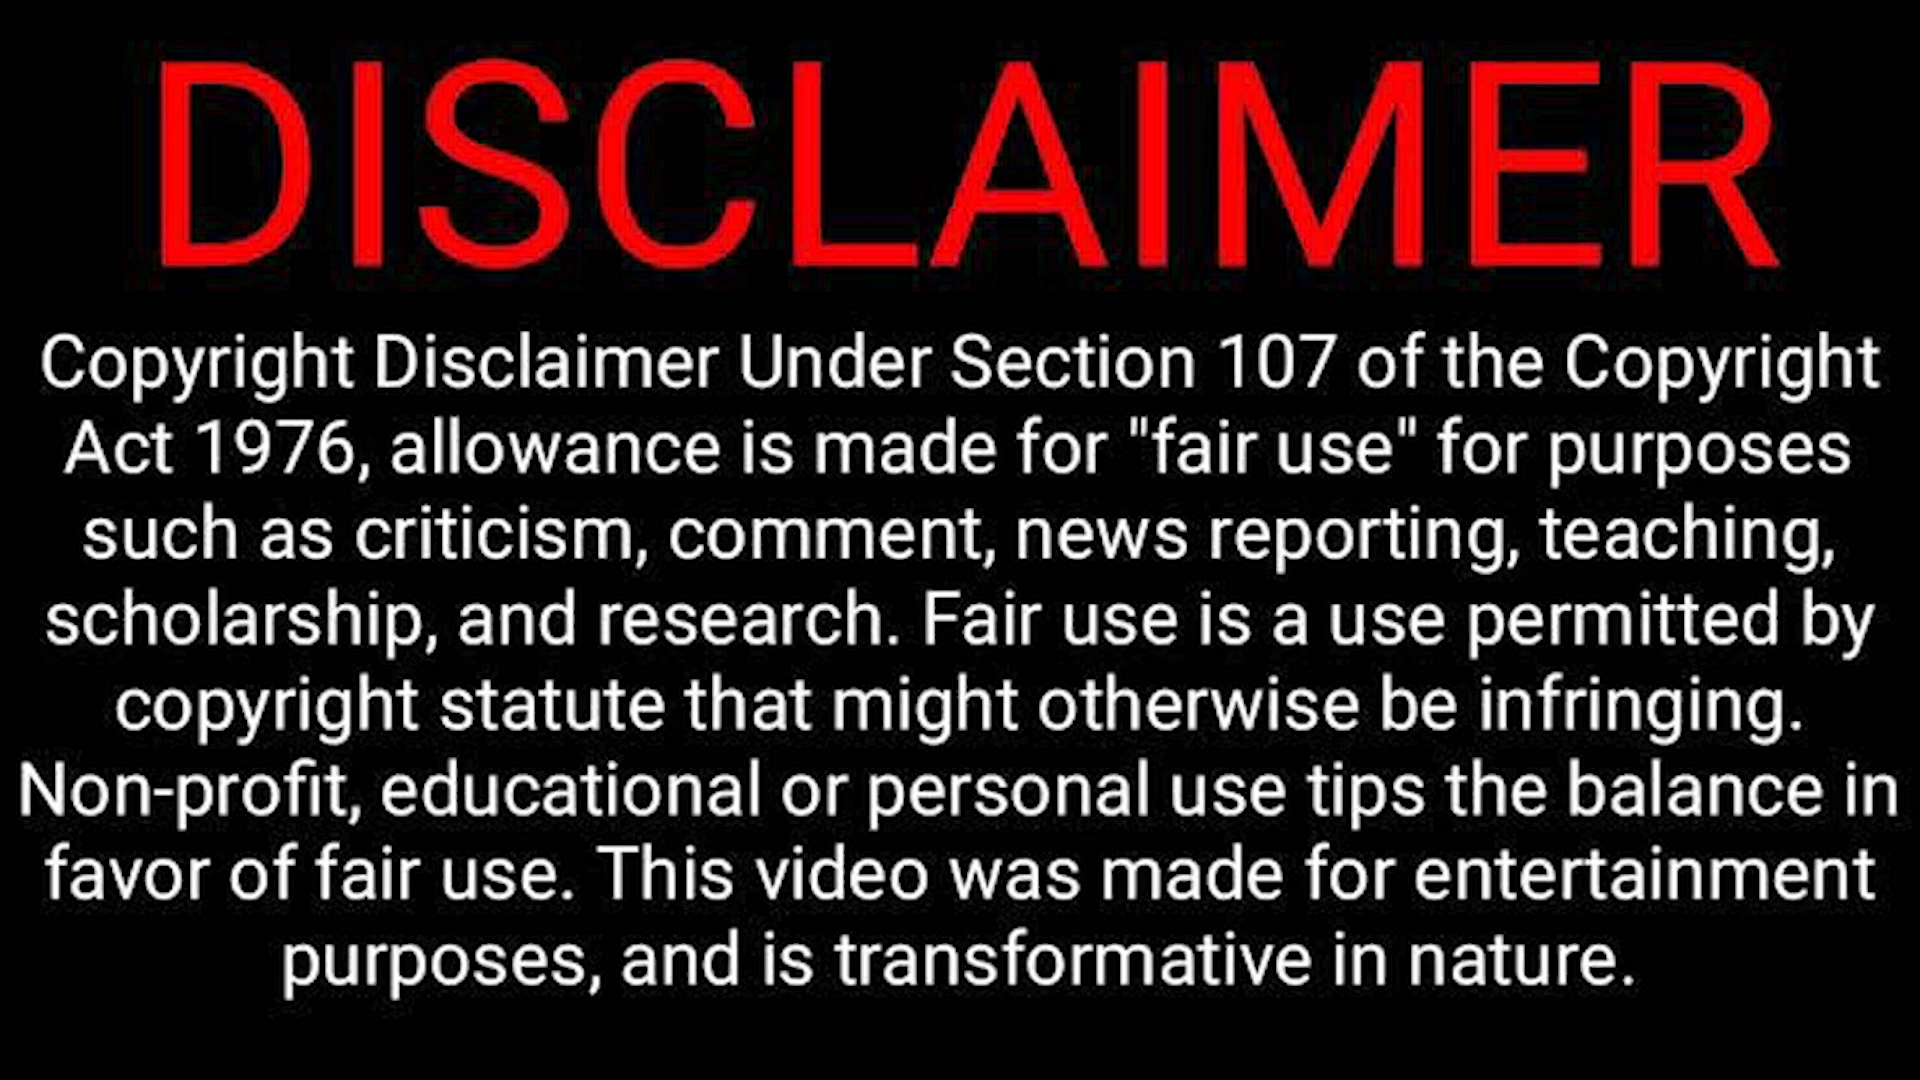 DISCLAIMER
Copyright Disclaimer Under Section 107 of the Copyright
Act 1976, allowance is made for "fair use" for purposes
such as criticism, comment, news reporting, teaching,
scholarship, and research. Fair use is a use permitted by
copyright statute that might otherwise be infringing.
Non-profit, educational or personal use tips the balance in
favor of fair use. This video was made for entertainment
purposes, and is transformative in nature.